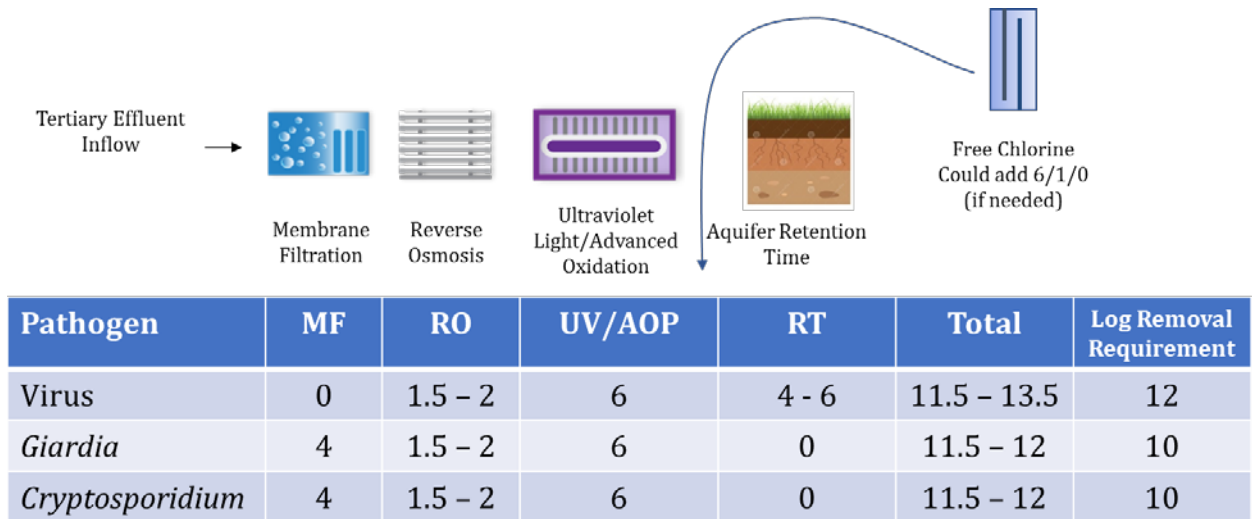 Tertiary Effluent
Inflow
Membrane
Filtration
Reverse
Osmosis
Ultraviolet
Light/Advanced
Oxidation
Aquifer Retention
Time
Free Chlorine
Could add 6/1/0
(if needed)
Pathogen MF RO UV/AOP RT Total Log Removal Requirement
Virus 0 1.5 – 2 6 4 - 6 11.5 – 13.5 12
Giardia 4 1.5 – 2 6 0 11.5 – 12 10
Cryptosporidium 4 1.5 – 2 6 0 11.5 – 12 10